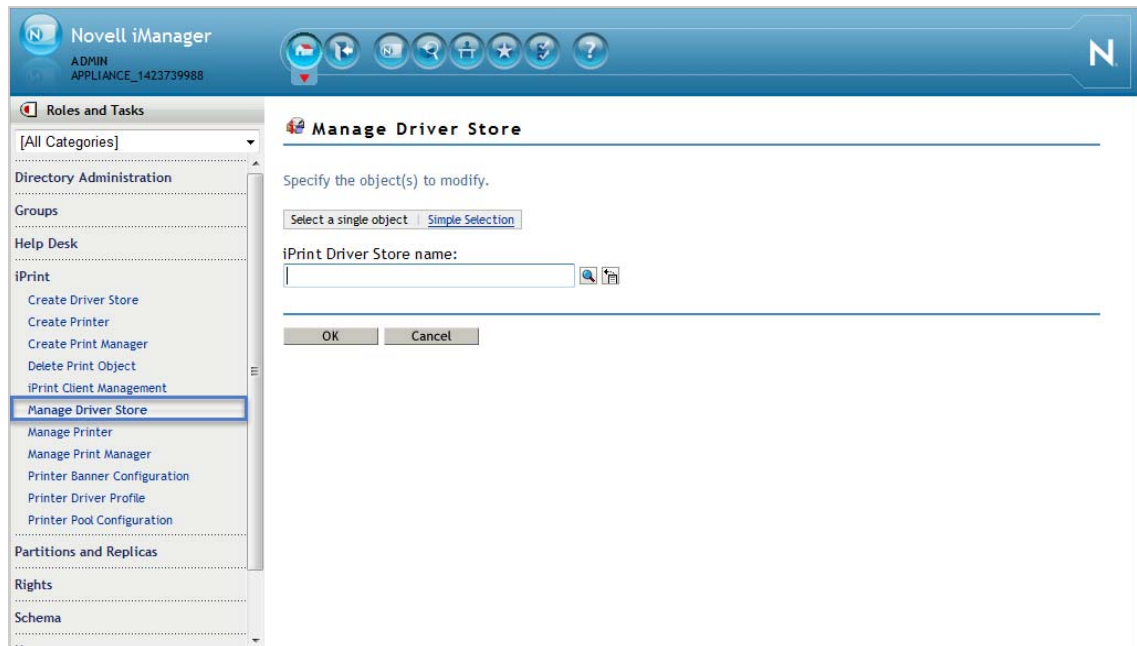 Novell iManager
ADMIN
APPLIANCE_1423739988
N
N
?
N
Roles and Tasks
[All Categories]
Directory Administration
Groups
Help Desk
iPrint
Create Driver Store
Create Printer
Create Print Manager
Delete Print Object
iPrint Client Management
Manage Driver Store
Manage Printer
Manage Print Manager
Printer Banner Configuration
Printer Driver Profile
Printer Pool Configuration
Partitions and Replicas
Rights
Schema
Manage Driver Store
Specify the object(s) to modify.
Select a single object | Simple Selection
iPrint Driver Store name:
OK Cancel